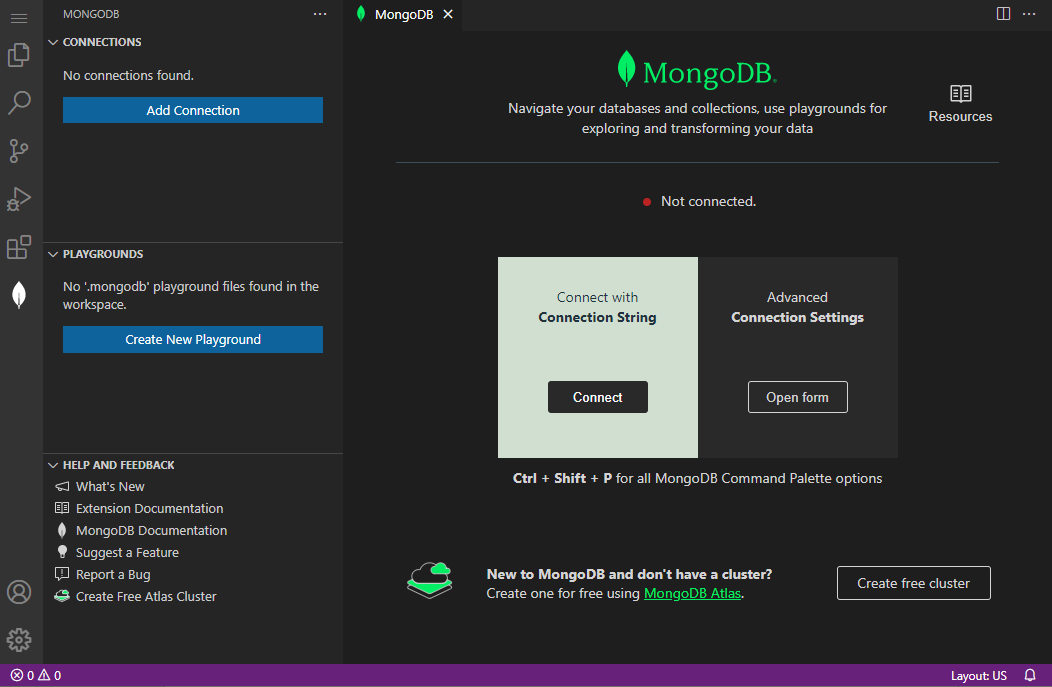 MONGODB
CONNECTIONS
No connections found.
Add Connection
PLAYGROUNDS
No '.mongodb' playground files found in the
workspace.
Create New Playground
HELP AND FEEDBACK
What's New
Extension Documentation
MongoDB Documentation
Suggest a Feature
Report a Bug
Create Free Atlas Cluster
MongoDB
MongoDB.
Navigate your databases and collections, use playgrounds for
exploring and transforming your data
Resources
Not connected.
Connect with
Connection String
Connect
Advanced
Connection Settings
Open form
Ctrl + Shift + P for all MongoDB Command Palette options
New to MongoDB and don't have a cluster?
Create one for free using MongoDB Atlas.
Create free cluster
0 0
Layout: US